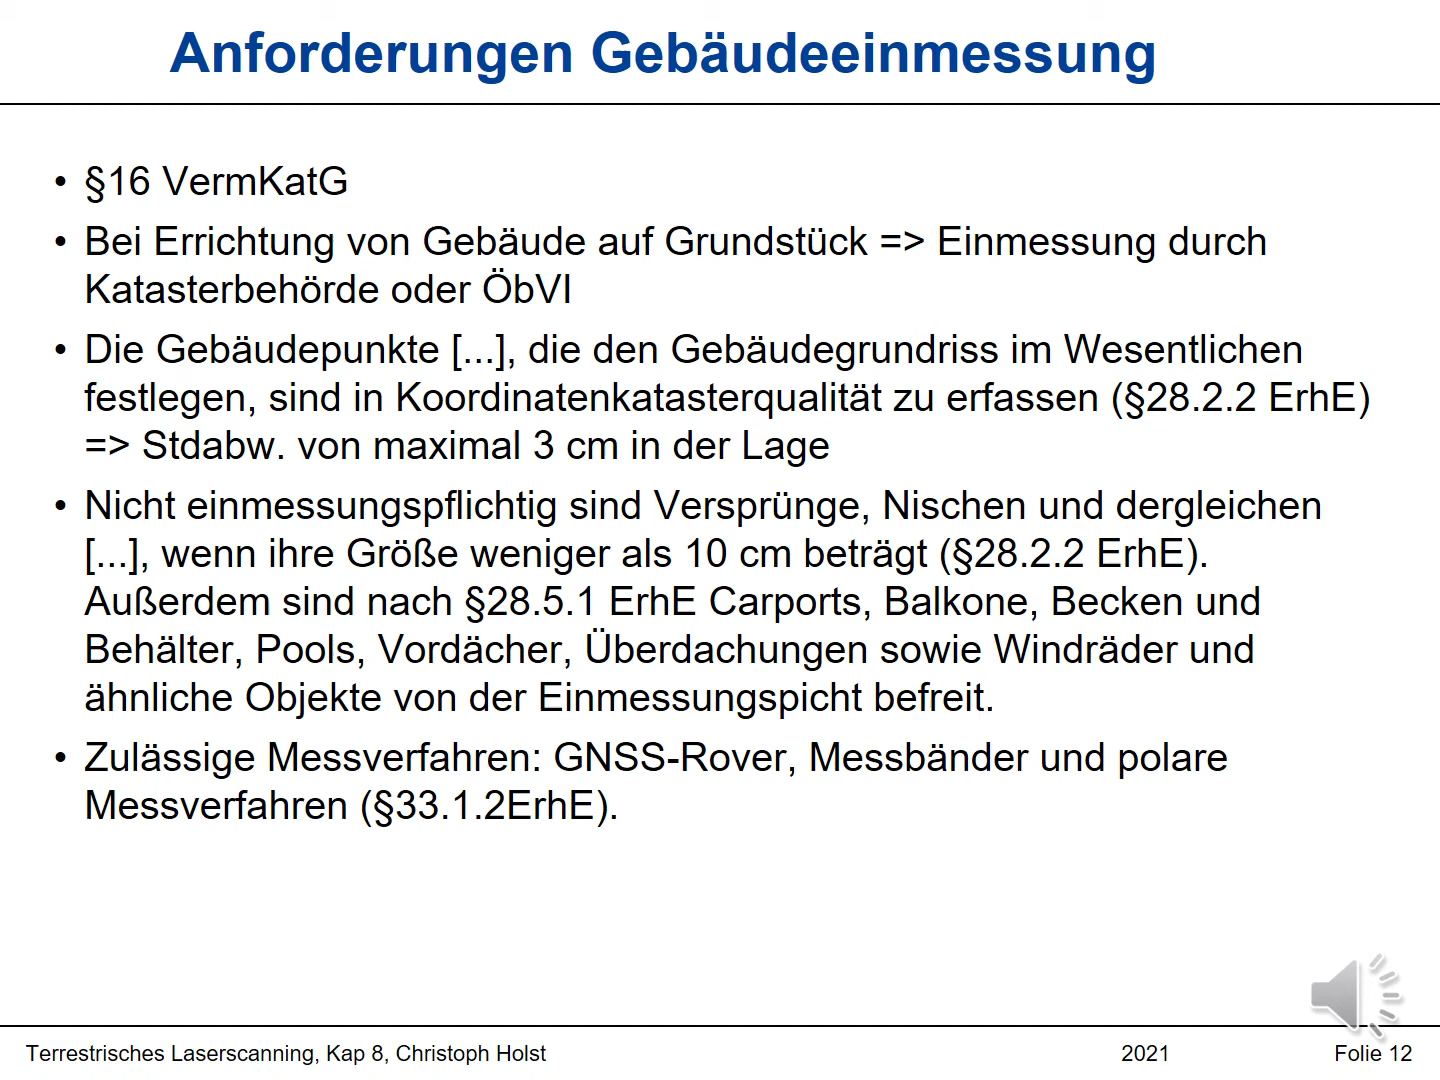 Anforderungen Gebäudeeinmessung
• §16 VermKatG
• Bei Errichtung von Gebäude auf Grundstück => Einmessung durch
Katasterbehörde oder ÖbVI
• Die Gebäudepunkte [...], die den Gebäudegrundriss im Wesentlichen
festlegen, sind in Koordinatenkatasterqualität zu erfassen (§28.2.2 ErhE)
=> Stdabw. von maximal 3 cm in der Lage
• Nicht einmessungspflichtig sind Versprünge, Nischen und dergleichen
[...], wenn ihre Größe weniger als 10 cm beträgt (§28.2.2 ErhE).
Außerdem sind nach §28.5.1 ErhE Carports, Balkone, Becken und
Behälter, Pools, Vordächer, Überdachungen sowie Windräder und
ähnliche Objekte von der Einmessungspicht befreit.
• Zulässige Messverfahren: GNSS-Rover, Messbänder und polare
Messverfahren (§33.1.2ErhE).
Terrestrisches Laserscanning, Kap 8, Christoph Holst
2021
Folie 12